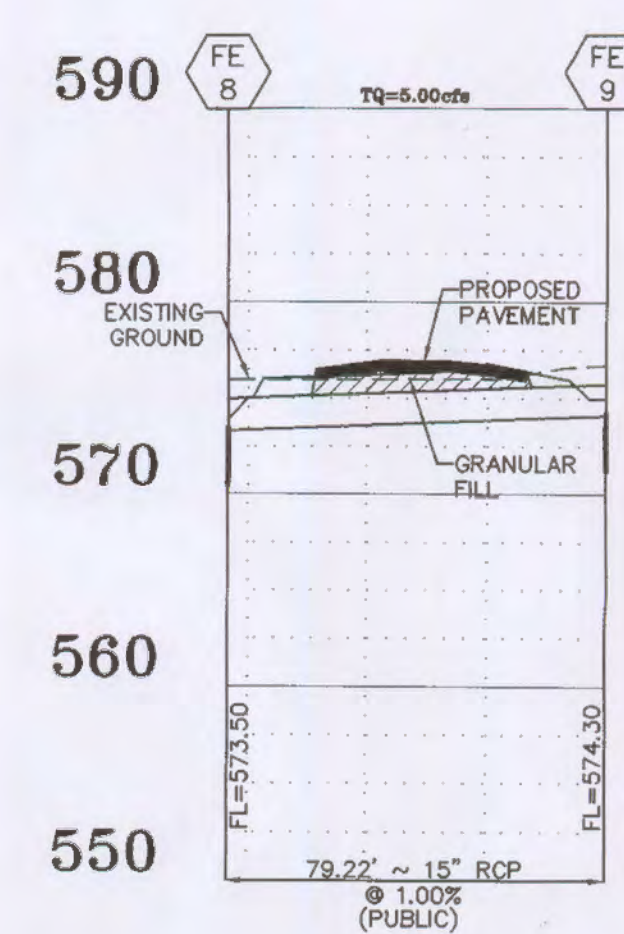 590
FE
8
TQ=5.00cfs
FE
9
580
EXISTING
GROUND
PROPOSED
PAVEMENT
570
GRANULAR
FILL
560
FL=573.50
FL=574.30
550
79.22' ~ 15" RCP
@ 1.00%
(PUBLIC)